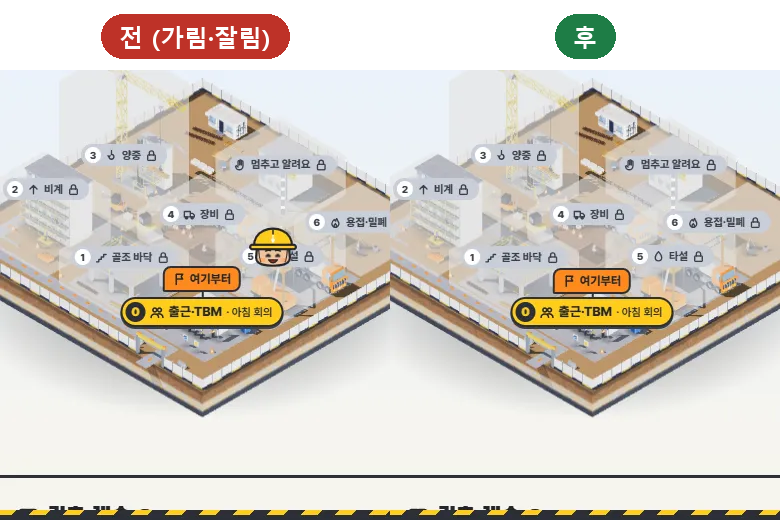 전 (가림·잘림)
후
3 양중
멈추고 알려요
2 비계
4 장비
6 용접·밀폐
1 골조 바닥
5 설
여기부터
0 출근·TBM · 아침 회의
3 양중
멈추고 알려요
2 비계
4 장비
6 용접·밀폐
1 골조 바닥
5 타설
여기부터
0 출근·TBM · 아침 회의